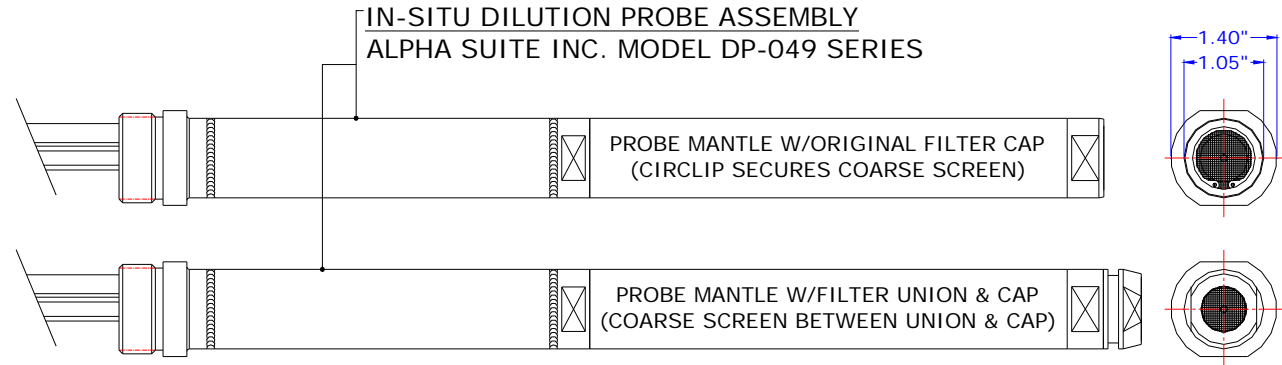 IN-SITU DILUTION PROBE ASSEMBLY
ALPHA SUITE INC. MODEL DP-049 SERIES
1.40"
1.05"
PROBE MANTLE W/ORIGINAL FILTER CAP
(CIRCLIP SECURES COARSE SCREEN)
PROBE MANTLE W/FILTER UNION & CAP
(COARSE SCREEN BETWEEN UNION & CAP)